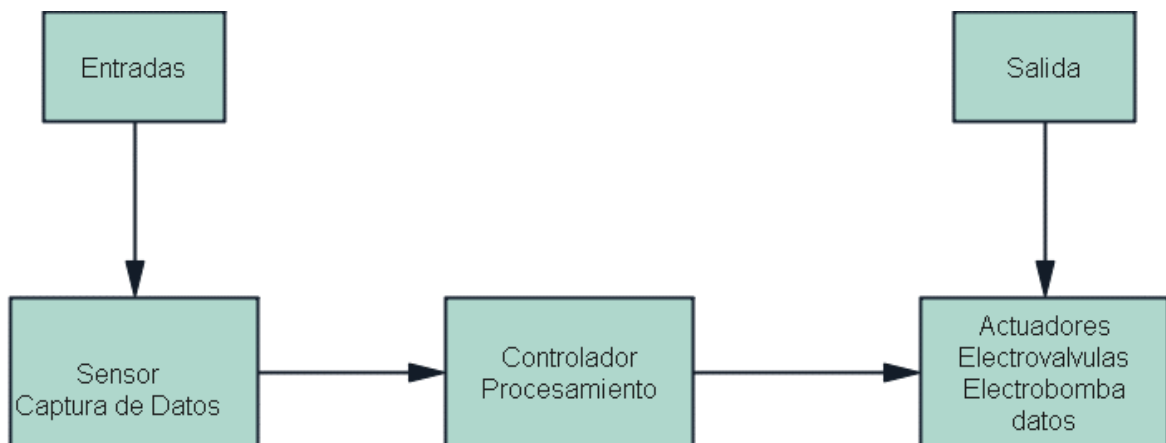 Entradas
Salida
Sensor
Captura de Datos
Controlador
Procesamiento
Actuadores
Electrovalvulas
Electrobomba
datos